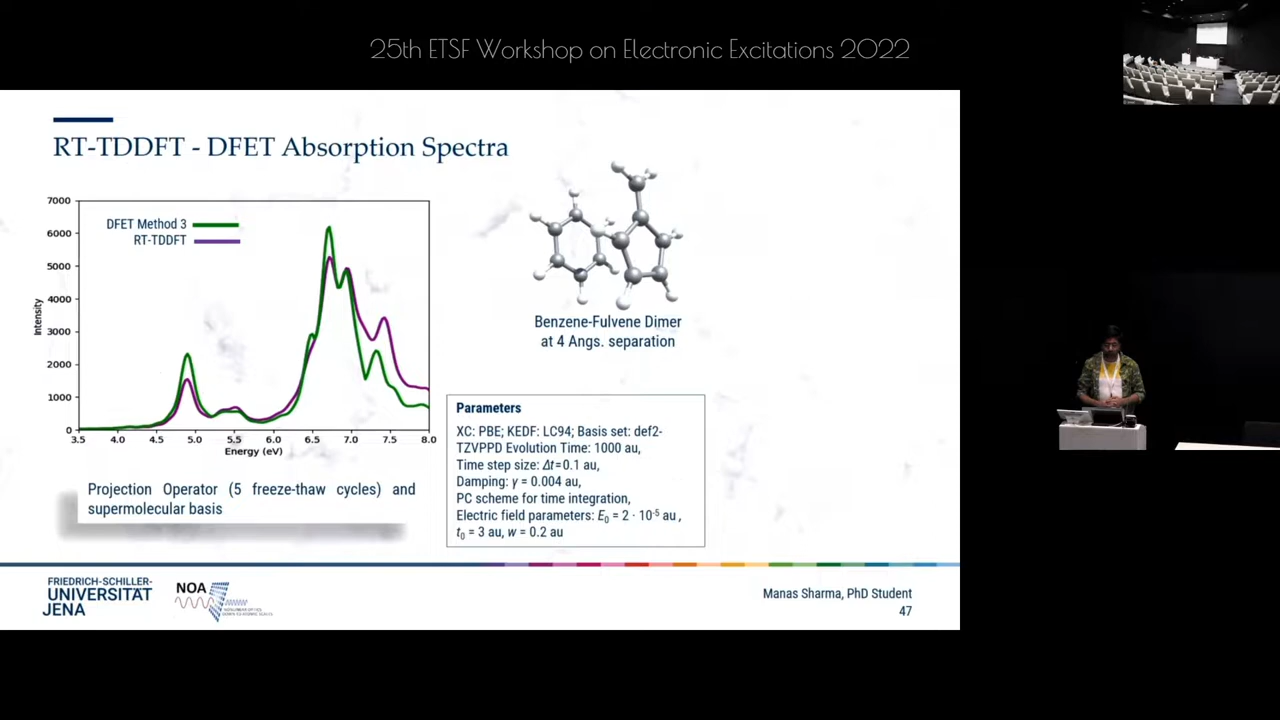 25th ETSF Workshop on Electronic Excitations 2022
RT-TDDFT - DFET Absorption Spectra
7000
6000
5000
4000
3000
2000
1000
0
Intensity
DFET Method 3
RT-TDDFT
3.5 4.0 4.5 5.0 5.5 6.0 6.5 7.0 7.5 8.0
Energy (eV)
Benzene-Fulvene Dimer
at 4 Angs. separation
Projection Operator (5 freeze-thaw cycles) and
supermolecular basis
Parameters
XC: PBE; KEDF: LC94; Basis set: def2-
TZVPPD Evolution Time: 1000 au,
Time step size: Δt=0.1 au,
Damping: γ = 0.004 au,
PC scheme for time integration,
Electric field parameters: E₀ = 2 · 10⁻⁵ au ,
t₀ = 3 au, w = 0.2 au
FRIEDRICH-SCHILLER-
UNIVERSITÄT
JENA
NOA
Manas Sharma, PhD Student
47